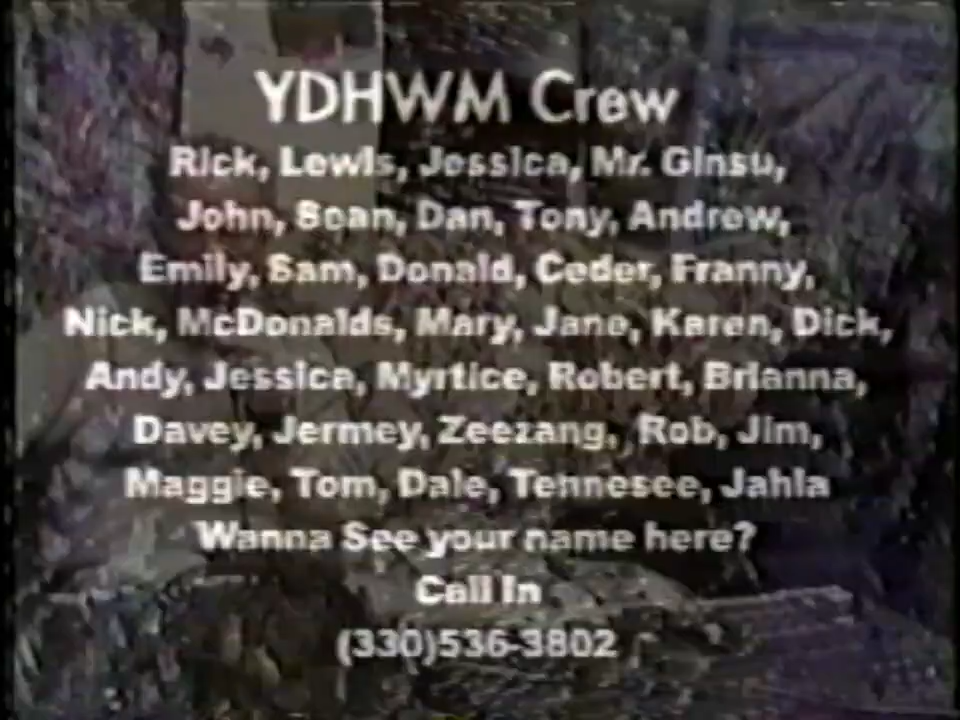 YDHWM Crew
Rick, Lewis, Jessica, Mr. Ginsu,
John, Sean, Dan, Tony, Andrew,
Emily, Sam, Donald, Ceder, Franny,
Nick, McDonalds, Mary, Jane, Karen, Dick,
Andy, Jessica, Myrtice, Robert, Brianna,
Davey, Jermey, Zeezang, Rob, Jim,
Maggie, Tom, Dale, Tennesee, Jahla
Wanna See your name here?
Call In
(330)536-3802